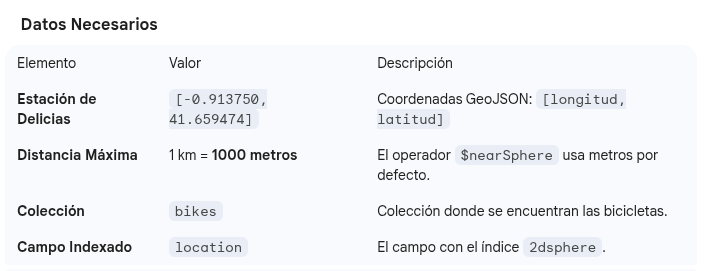 Datos Necesarios
Elemento Valor Descripción
Estación de Delicias [-0.913750, 41.659474] Coordenadas GeoJSON: [longitud, latitud]
Distancia Máxima 1 km = 1000 metros El operador $nearSphere usa metros por defecto.
Colección bikes Colección donde se encuentran las bicicletas.
Campo Indexado location El campo con el índice 2dsphere.